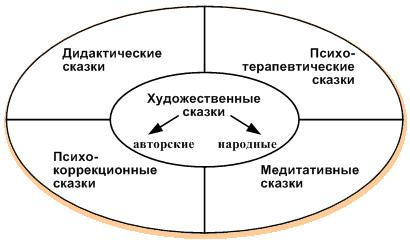 Дидактические
сказки
Психо-
терапевтические
сказки
Художественные
сказки
авторские
народные
Психо-
коррекционные
сказки
Медитативные
сказки